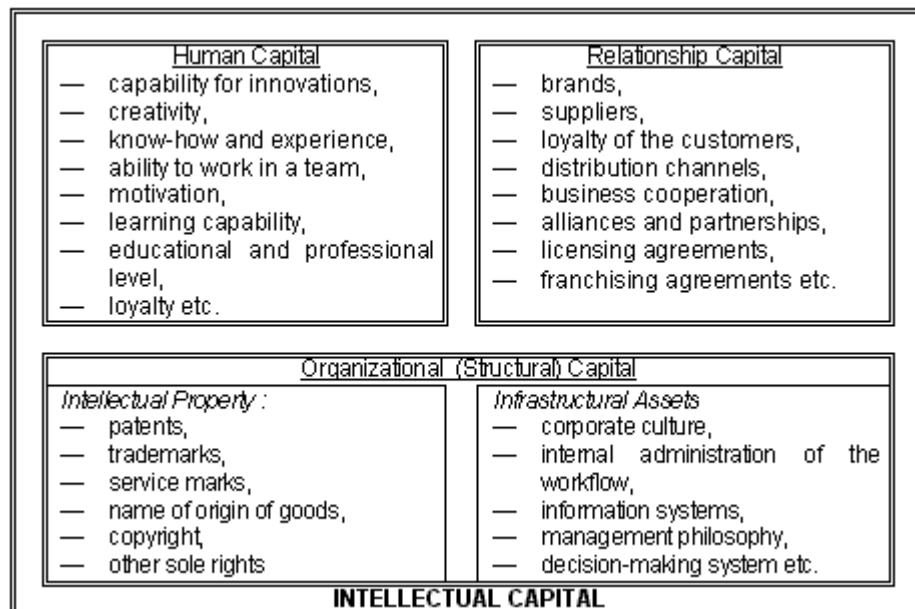 Human Capital
— capability for innovations,
— creativity,
— know-how and experience,
— ability to work in a team,
— motivation,
— learning capability,
— educational and professional
level,
— loyalty etc.
Relationship Capital
— brands,
— suppliers,
— loyalty of the customers,
— distribution channels,
— business cooperation,
— alliances and partnerships,
— licensing agreements,
— franchising agreements etc.
Organizational (Structural) Capital
Intellectual Property :
— patents,
— trademarks,
— service marks,
— name of origin of goods,
— copyright,
— other sole rights
Infrastructural Assets
— corporate culture,
— internal administration of the
workflow,
— information systems,
— management philosophy,
— decision-making system etc.
INTELLECTUAL CAPITAL